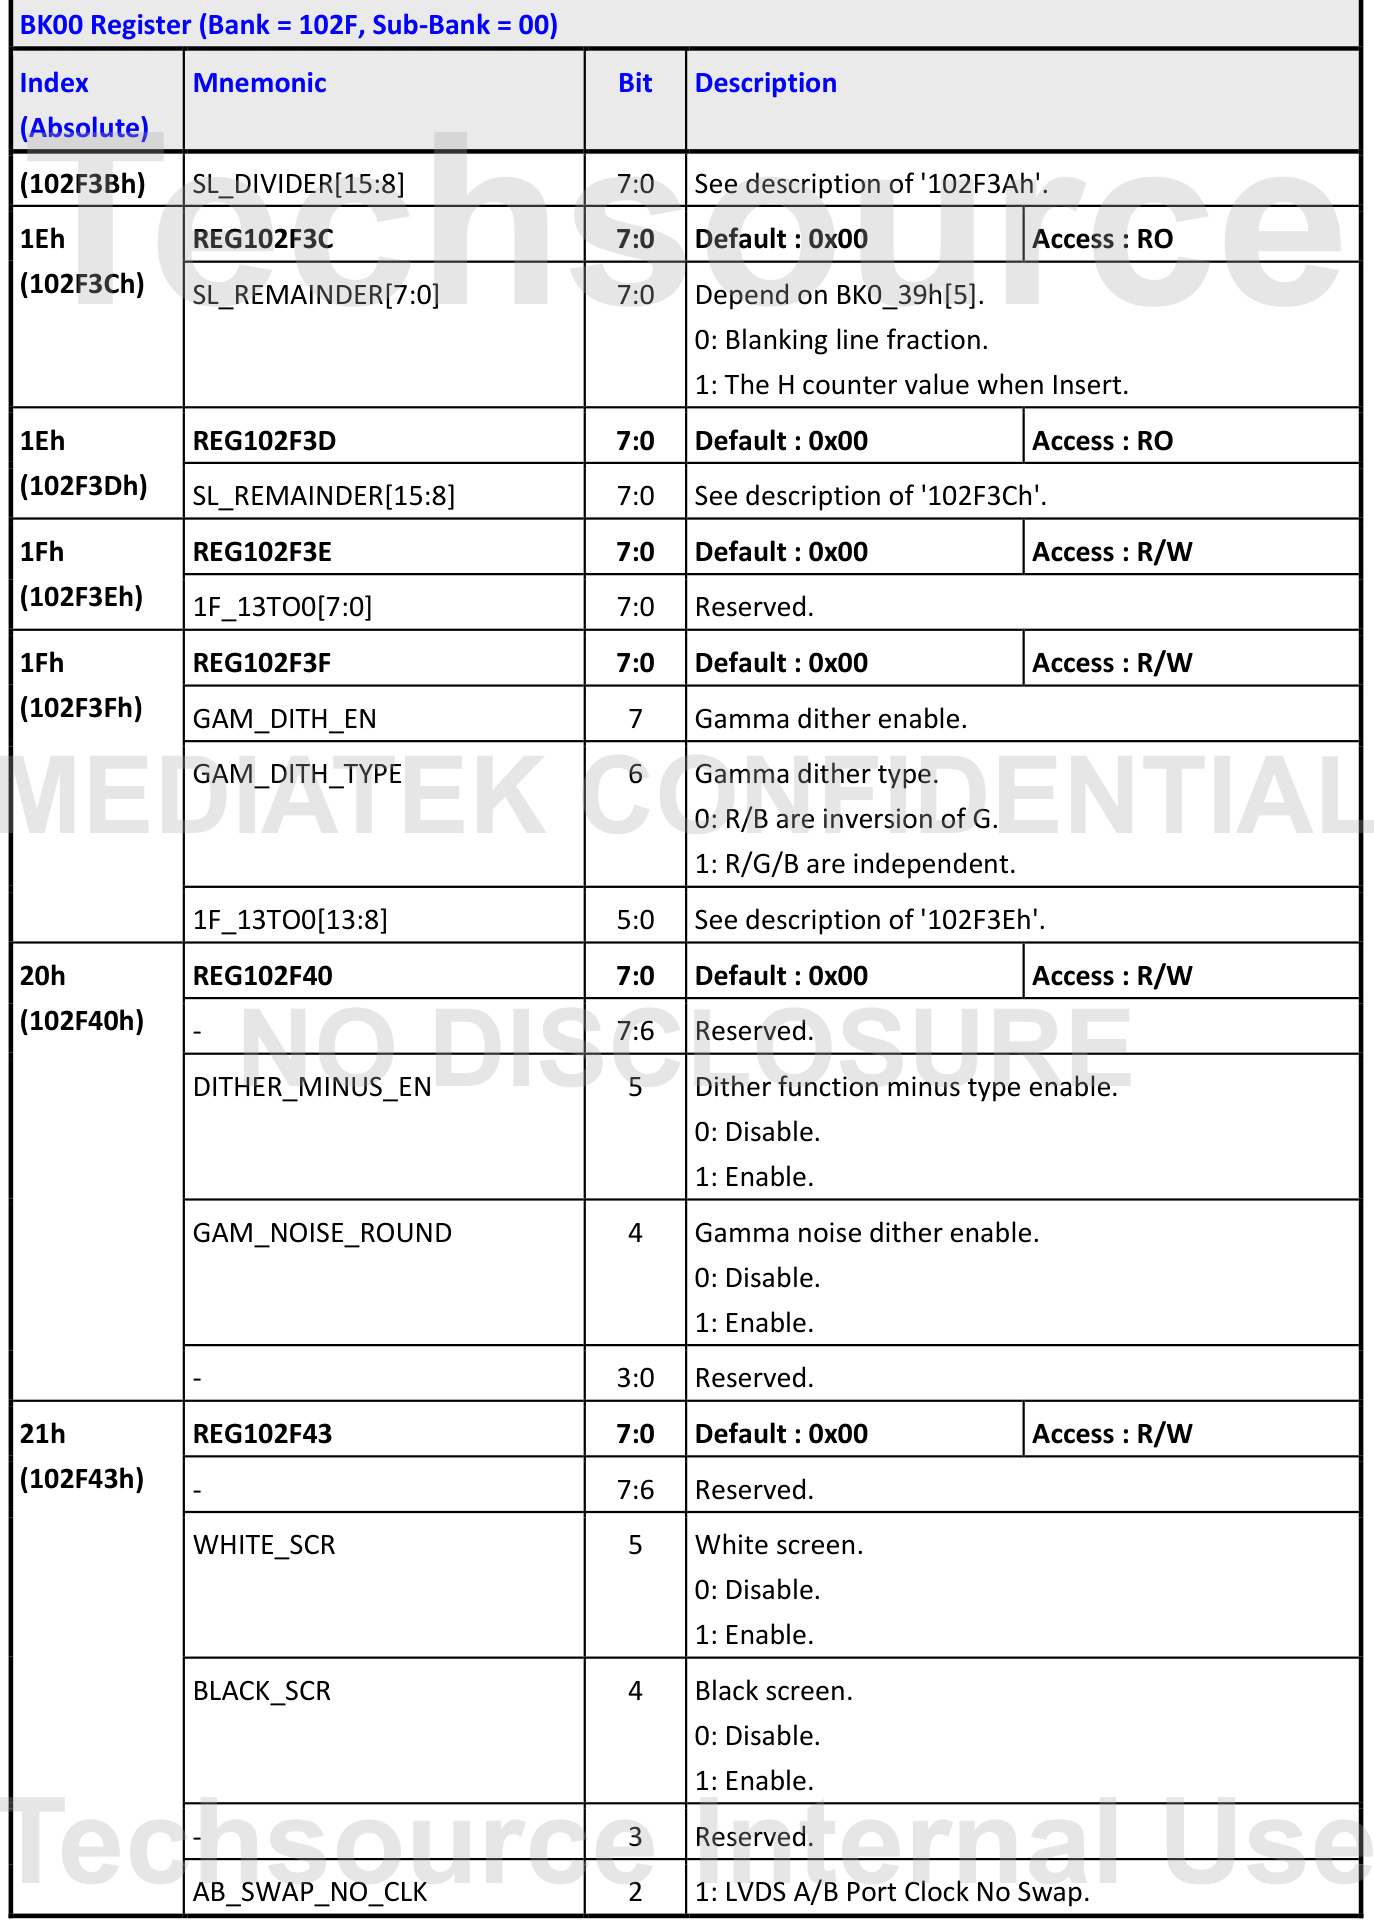 BK00 Register (Bank = 102F, Sub-Bank = 00)
Index (Absolute) Mnemonic Bit Description
(102F3Bh) SL_DIVIDER[15:8] 7:0 See description of '102F3Ah'.
Techsource
1Eh REG102F3C 7:0 Default : 0x00 Access : RO
(102F3Ch) SL_REMAINDER[7:0] 7:0 Depend on BK0_39h[5].
0: Blanking line fraction.
1: The H counter value when Insert.
1Eh REG102F3D 7:0 Default : 0x00 Access : RO
(102F3Dh) SL_REMAINDER[15:8] 7:0 See description of '102F3Ch'.
1Fh REG102F3E 7:0 Default : 0x00 Access : R/W
(102F3Eh) 1F_13TO0[7:0] 7:0 Reserved.
1Fh REG102F3F 7:0 Default : 0x00 Access : R/W
(102F3Fh) GAM_DITH_EN 7 Gamma dither enable.
GAM_DITH_TYPE 6 Gamma dither type.
MEDIATEK CONFIDENTIAL
0: R/B are inversion of G.
1: R/G/B are independent.
1F_13TO0[13:8] 5:0 See description of '102F3Eh'.
20h REG102F40 7:0 Default : 0x00 Access : R/W
(102F40h) - 7:6 Reserved.
NO DISCLOSURE
DITHER_MINUS_EN 5 Dither function minus type enable.
0: Disable.
1: Enable.
GAM_NOISE_ROUND 4 Gamma noise dither enable.
0: Disable.
1: Enable.
- 3:0 Reserved.
21h REG102F43 7:0 Default : 0x00 Access : R/W
(102F43h) - 7:6 Reserved.
WHITE_SCR 5 White screen.
0: Disable.
1: Enable.
BLACK_SCR 4 Black screen.
0: Disable.
1: Enable.
- 3 Reserved.
Techsource Internal Use
AB_SWAP_NO_CLK 2 1: LVDS A/B Port Clock No Swap.